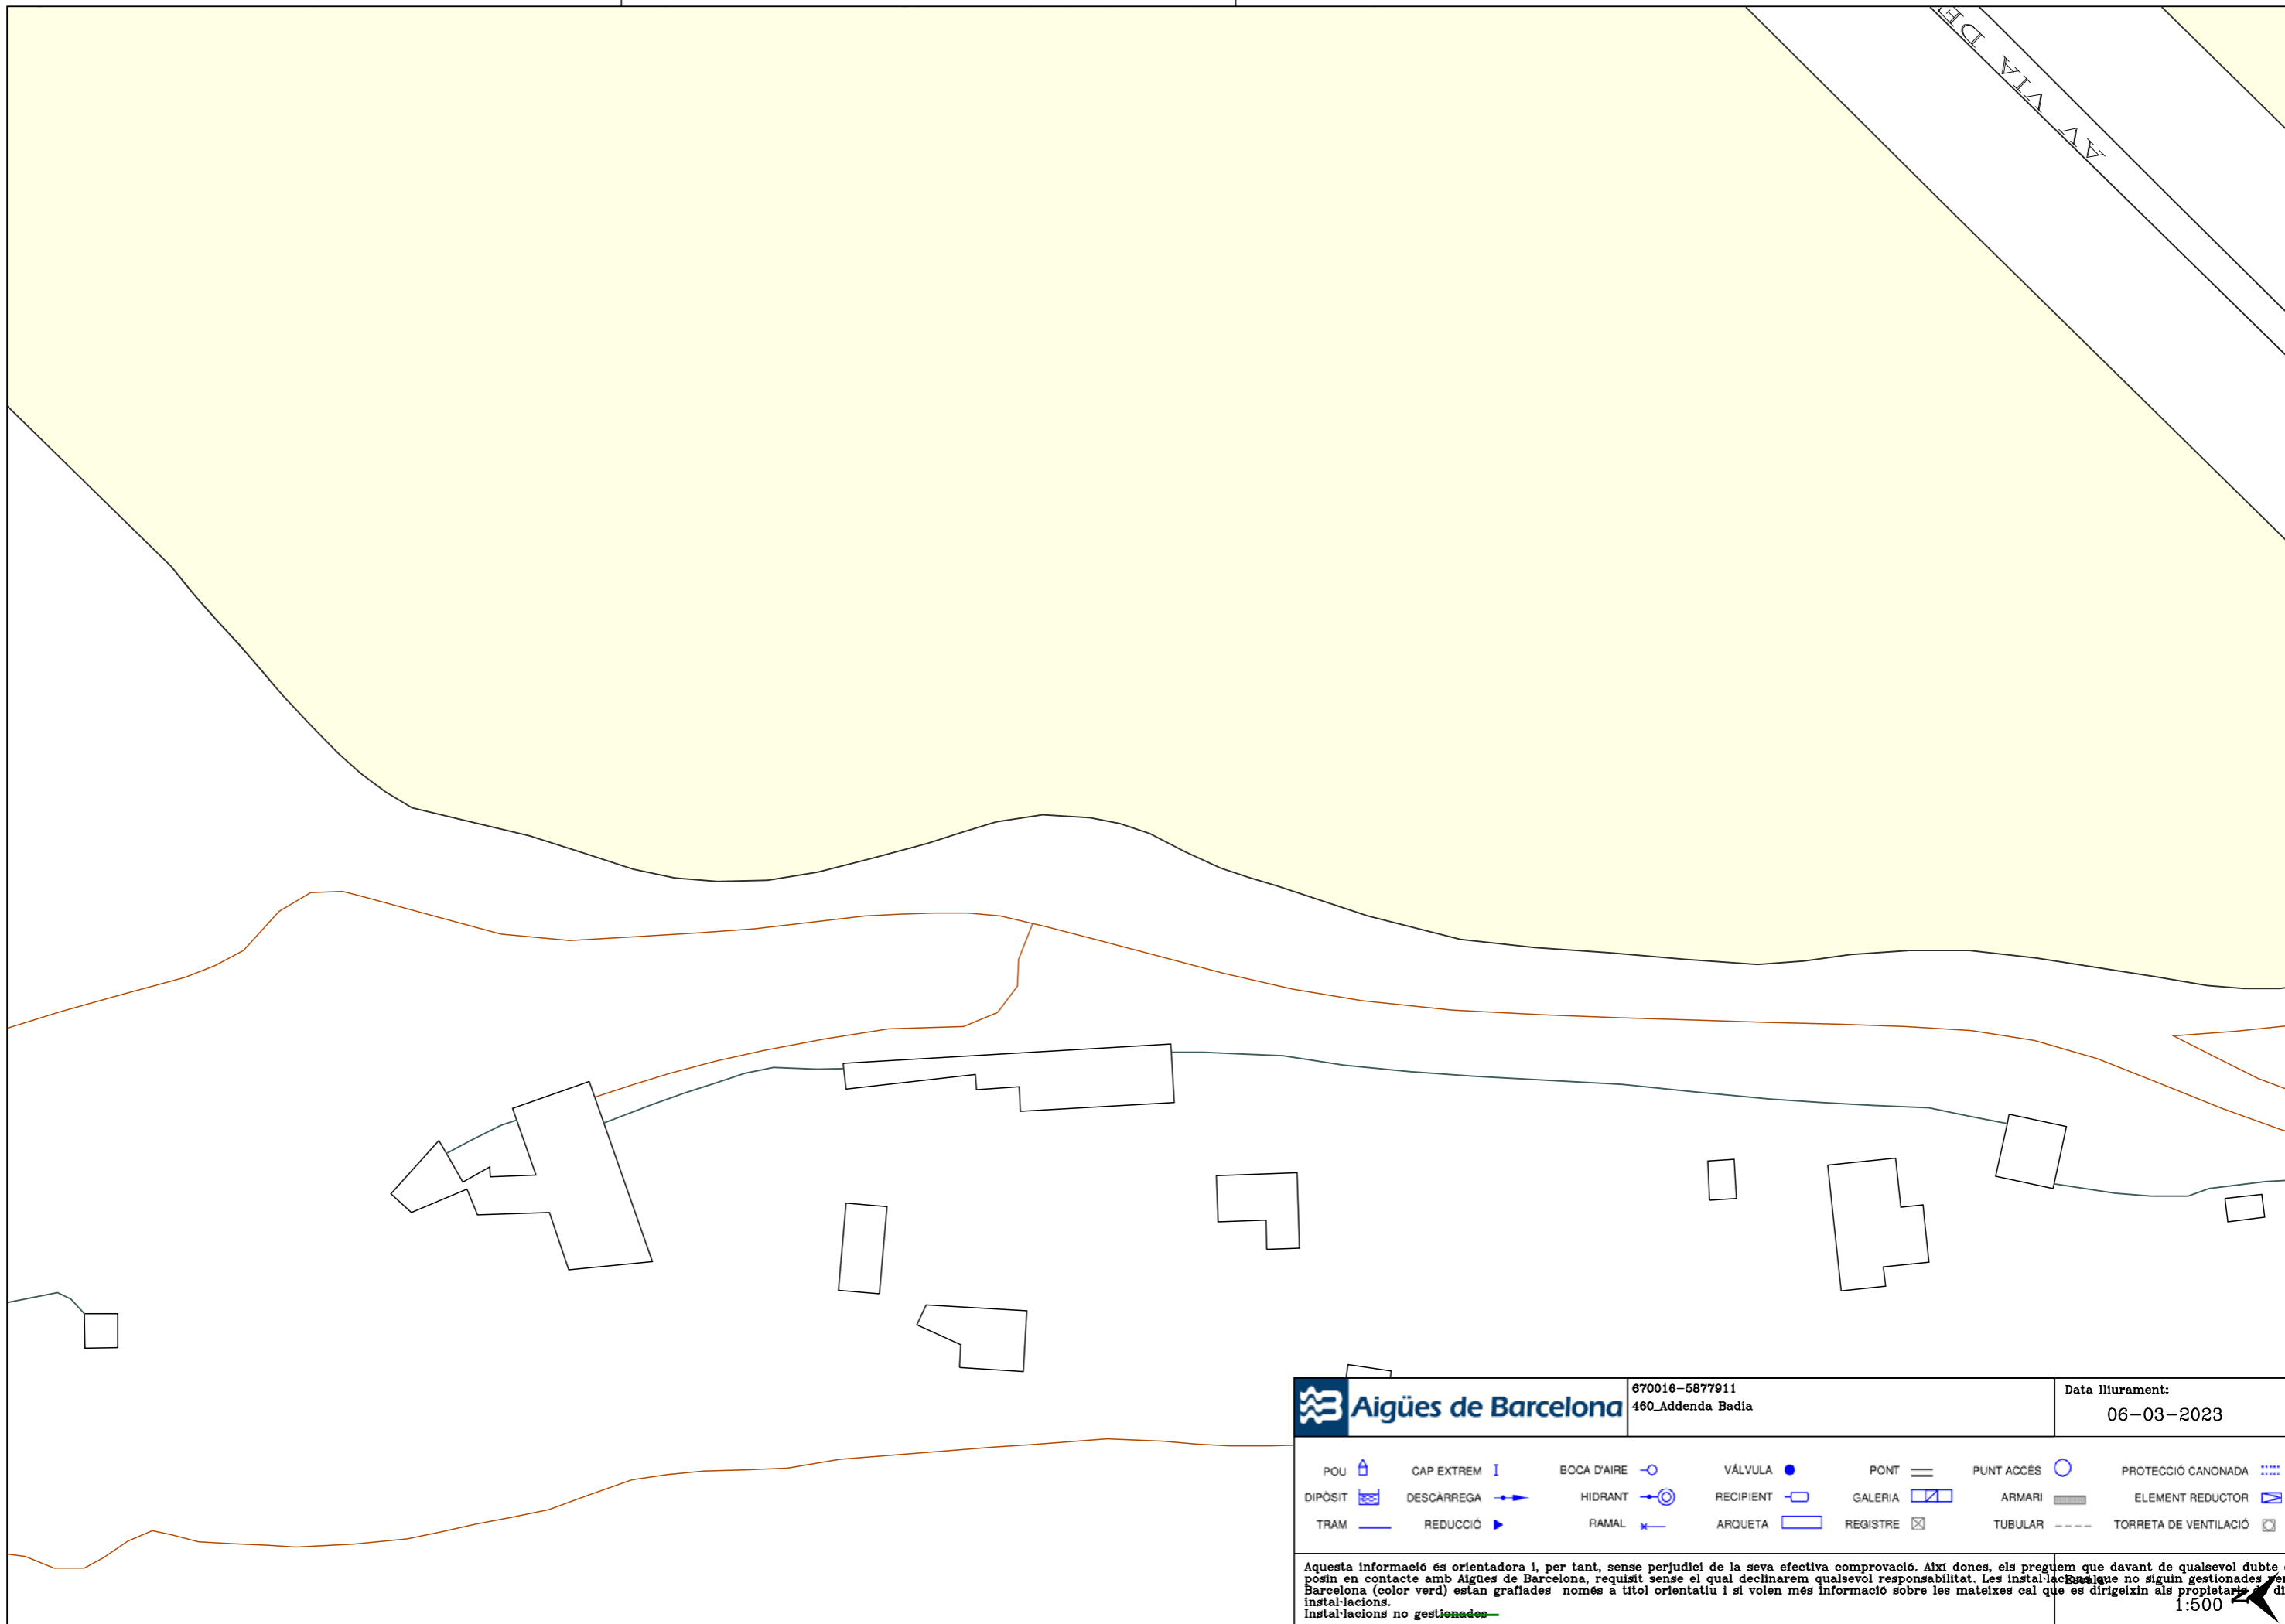 AV VIA DE
Aigües de Barcelona
670016-5877911
460_Addenda Badia
Data lliurament:
06-03-2023
POU CAP EXTREM BOCA D'AIRE VÁLVULA PONT PUNT ACCÉS PROTECCIÓ CANONADA
DIPÒSIT DESCÀRREGA HIDRANT RECIPIENT GALERIA ARMARI ELEMENT REDUCTOR
TRAM REDUCCIÓ RAMAL ARQUETA REGISTRE TUBULAR TORRETA DE VENTILACIÓ
Aquesta informació és orientadora i, per tant, sense perjudici de la seva efectiva comprovació. Així doncs, els preguem que davant de qualsevol dubte
posin en contacte amb Aigües de Barcelona, requisit sense el qual declinarem qualsevol responsabilitat. Les instal·lacions que no siguin gestionades
Barcelona (color verd) estan grafiades només a títol orientatiu i si volen més informació sobre les mateixes cal que es dirigeixin als propietaris
instal·lacions.
Instal·lacions no gestionades
Escala:
1:500
N